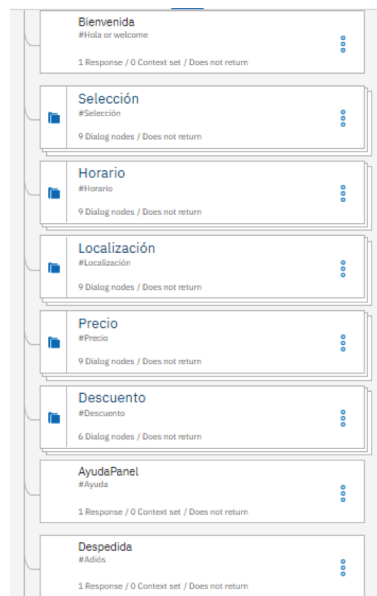 Bienvenida
#Hola or welcome
1 Response / 0 Context set / Does not return
Selección
#Selección
9 Dialog nodes / Does not return
Horario
#Horario
9 Dialog nodes / Does not return
Localización
#Localización
9 Dialog nodes / Does not return
Precio
#Precio
9 Dialog nodes / Does not return
Descuento
#Descuento
6 Dialog nodes / Does not return
AyudaPanel
#Ayuda
1 Response / 0 Context set / Does not return
Despedida
#Adiós
1 Response / 0 Context set / Does not return